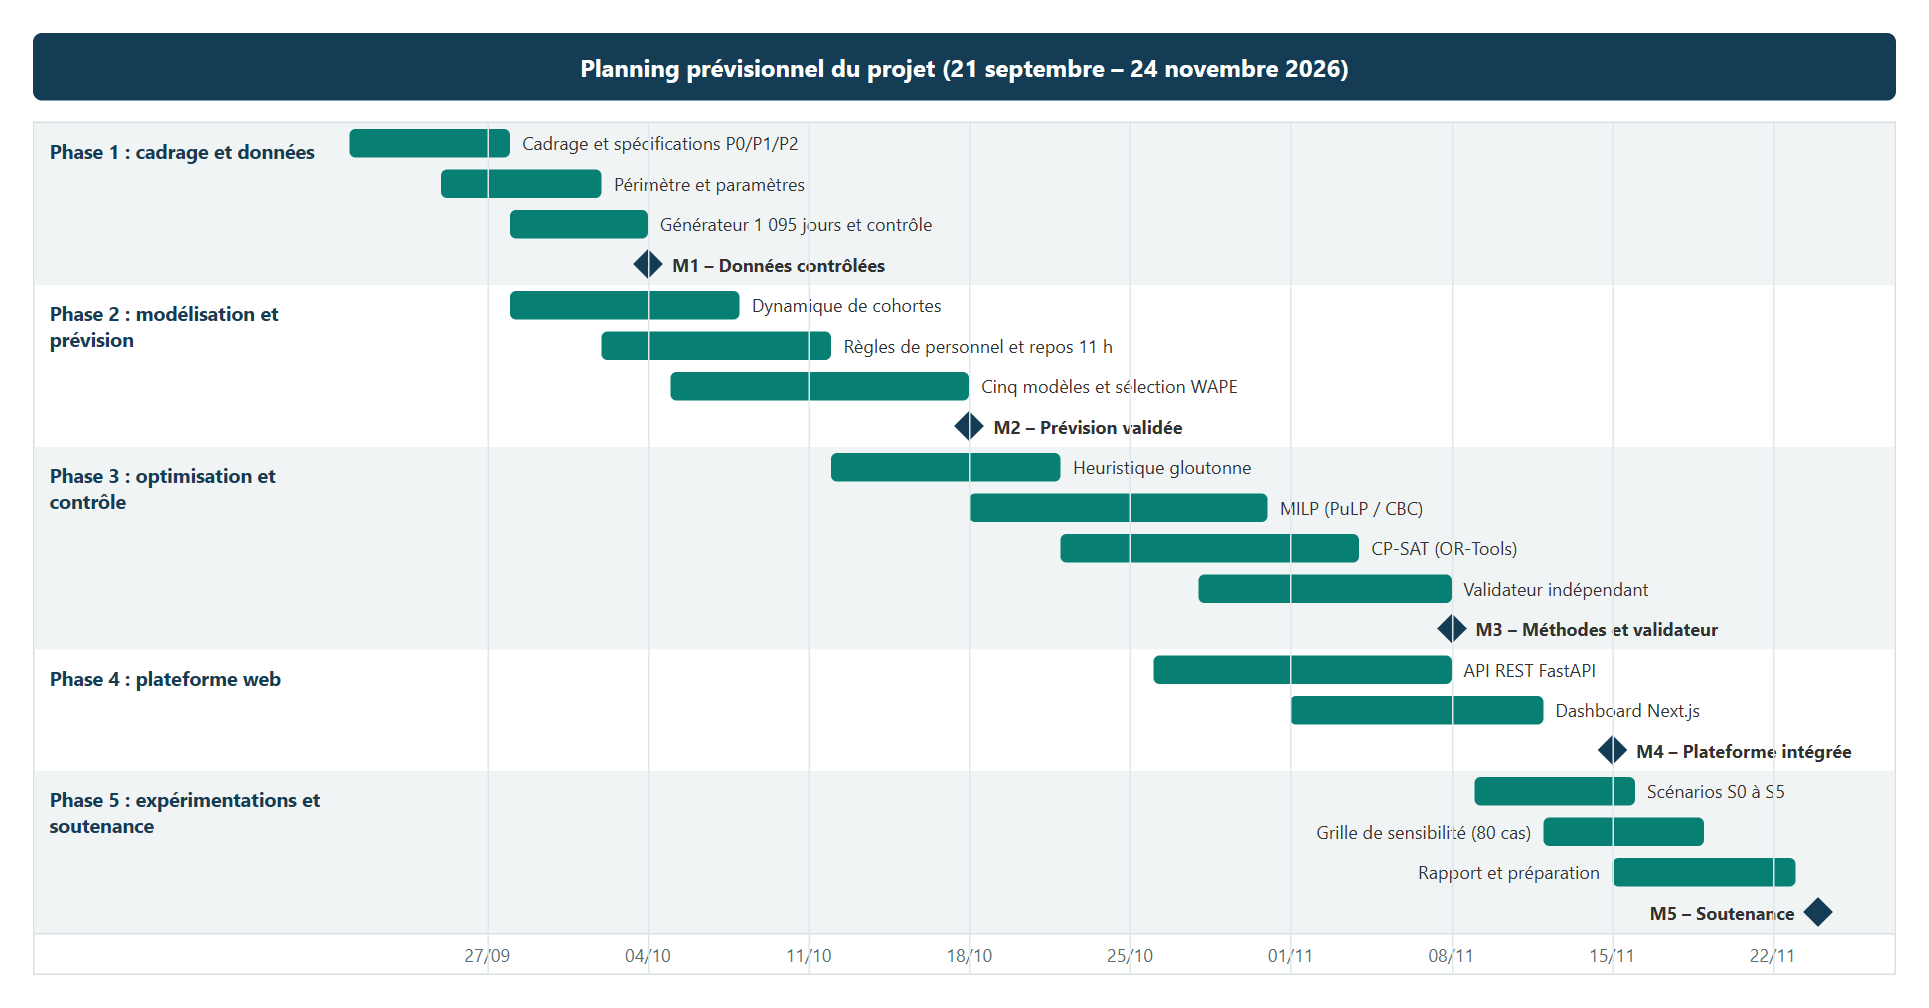 Planning prévisionnel du projet (21 septembre – 24 novembre 2026)
Phase 1 : cadrage et données
Cadrage et spécifications P0/P1/P2
Périmètre et paramètres
Générateur 1 095 jours et contrôle
M1 – Données contrôlées
Phase 2 : modélisation et
prévision
Dynamique de cohortes
Règles de personnel et repos 11 h
Cinq modèles et sélection WAPE
M2 – Prévision validée
Phase 3 : optimisation et
contrôle
Heuristique gloutonne
MILP (PuLP / CBC)
CP-SAT (OR-Tools)
Validateur indépendant
M3 – Méthodes et validateur
Phase 4 : plateforme web
API REST FastAPI
Dashboard Next.js
M4 – Plateforme intégrée
Phase 5 : expérimentations et
soutenance
Scénarios S0 à S5
Grille de sensibilité (80 cas)
Rapport et préparation
M5 – Soutenance
27/09 04/10 11/10 18/10 25/10 01/11 08/11 15/11 22/11